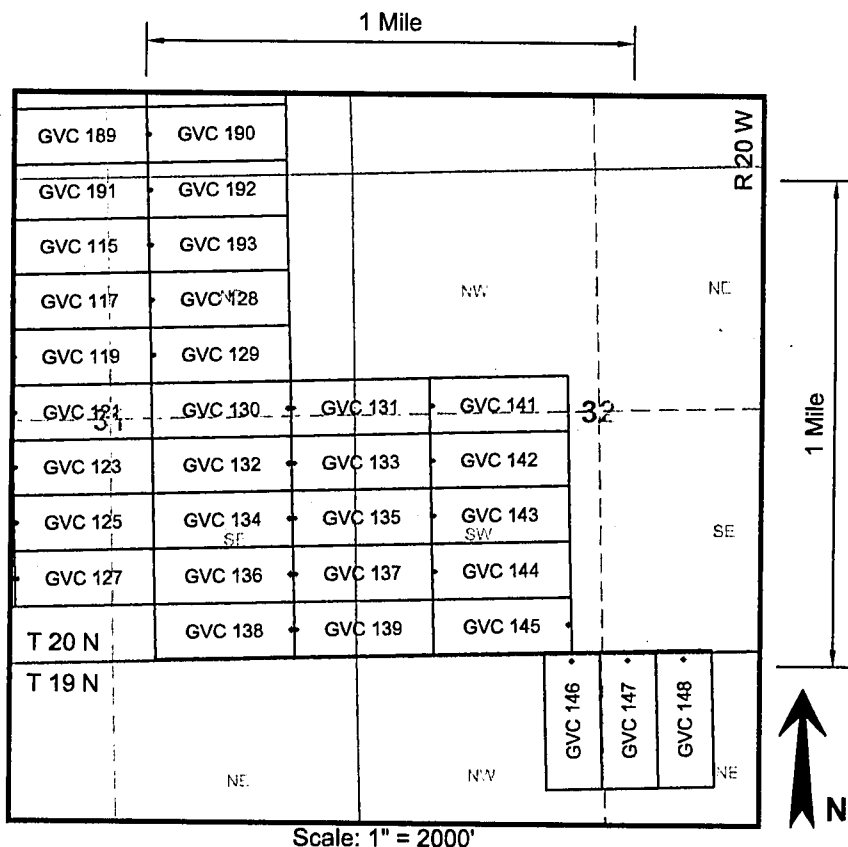 1 Mile
R 20 W
GVC 189 GVC 190
GVC 191 GVC 192
GVC 115 GVC 193
GVC 117 GVC 128 NW NE
GVC 119 GVC 129
GVC 121 GVC 130 GVC 131 GVC 141
31 32
GVC 123 GVC 132 GVC 133 GVC 142
1 Mile
GVC 125 GVC 134 GVC 135 GVC 143
SE SW SE
GVC 127 GVC 136 GVC 137 GVC 144
GVC 138 GVC 139 GVC 145
T 20 N
T 19 N
GVC 146 GVC 147 GVC 148
NE NW NE
N
Scale: 1" = 2000'